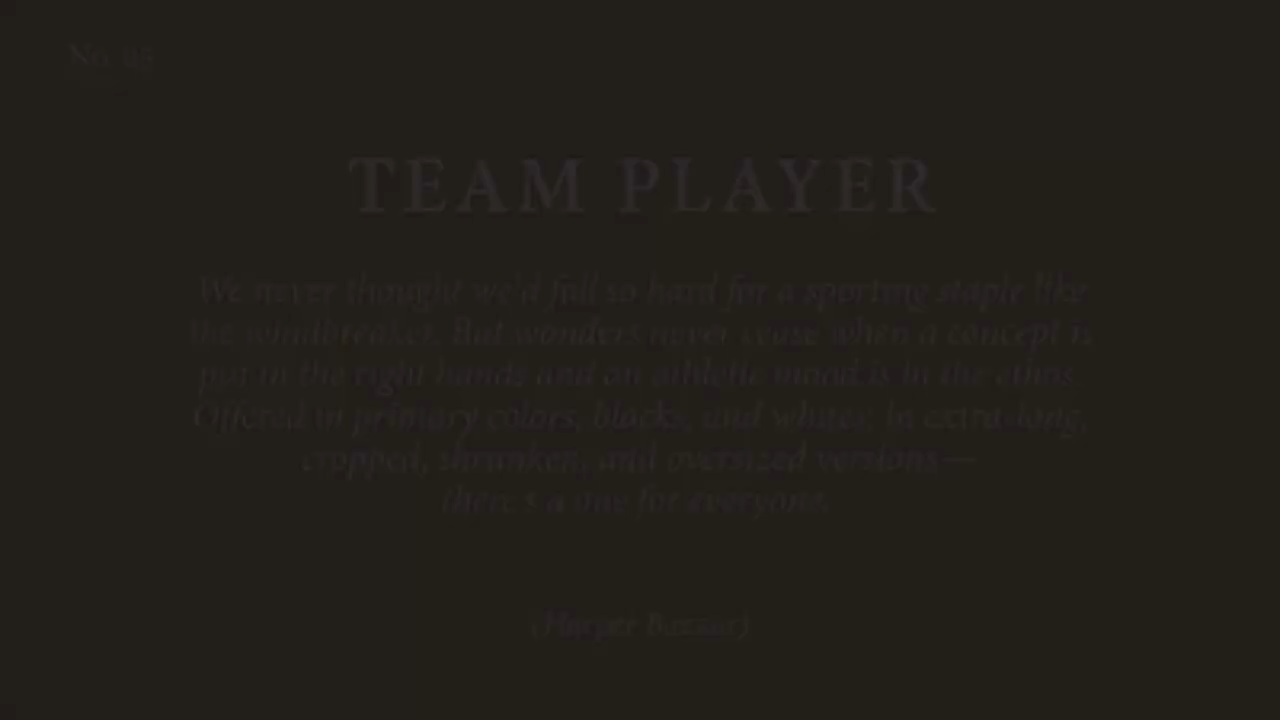 No. 05
TEAM PLAYER
We never thought we'd fall so hard for a sporting staple like
the windbreaker. But wonders never cease when a concept is
put in the right hands and an athletic mood is in the ethos.
Offered in primary colors, blacks, and whites; in extra-long,
cropped, shrunken, and oversized versions—
there's a one for everyone.
(Harper Bazaar)